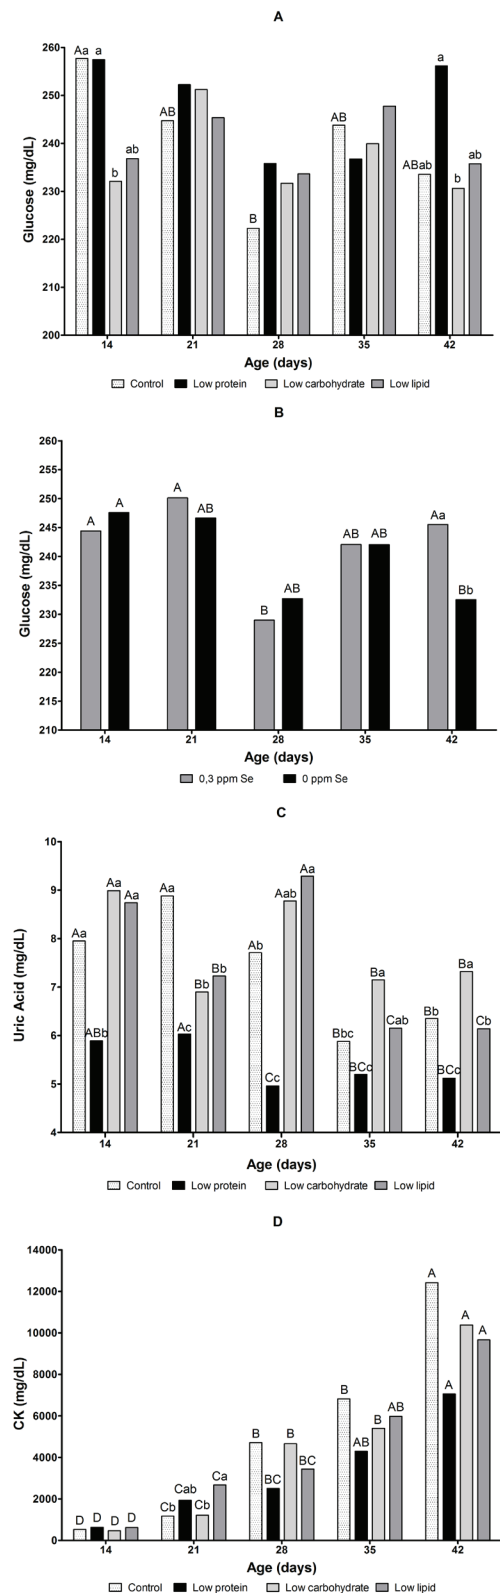 A
Glucose (mg/dL)
260
250
240
230
220
210
200
Aa a b ab
AB
B
AB
ABab a b ab
14 21 28 35 42
Age (days)
Control Low protein Low carbohydrate Low lipid
B
Glucose (mg/dL)
260
255
250
245
240
235
230
225
220
215
210
A A
A AB
B AB
AB AB
Aa Bb
14 21 28 35 42
Age (days)
0,3 ppm Se 0 ppm Se
C
Uric Acid (mg/dL)
10
9
8
7
6
5
4
Aa ABb Aa Aa
Aa Ac Bb Bb
Ab Cc Aab Aa
Bbc BCc Ba Cab
Bb BCc Ba Cb
14 21 28 35 42
Age (days)
Control Low protein Low carbohydrate Low lipid
D
CK (mg/dL)
14000
12000
10000
8000
6000
4000
2000
0
D D D D
Cb Cab Cb Ca
B BC B BC
B AB B AB
A A A A
14 21 28 35 42
Age (days)
Control Low protein Low carbohydrate Low lipid